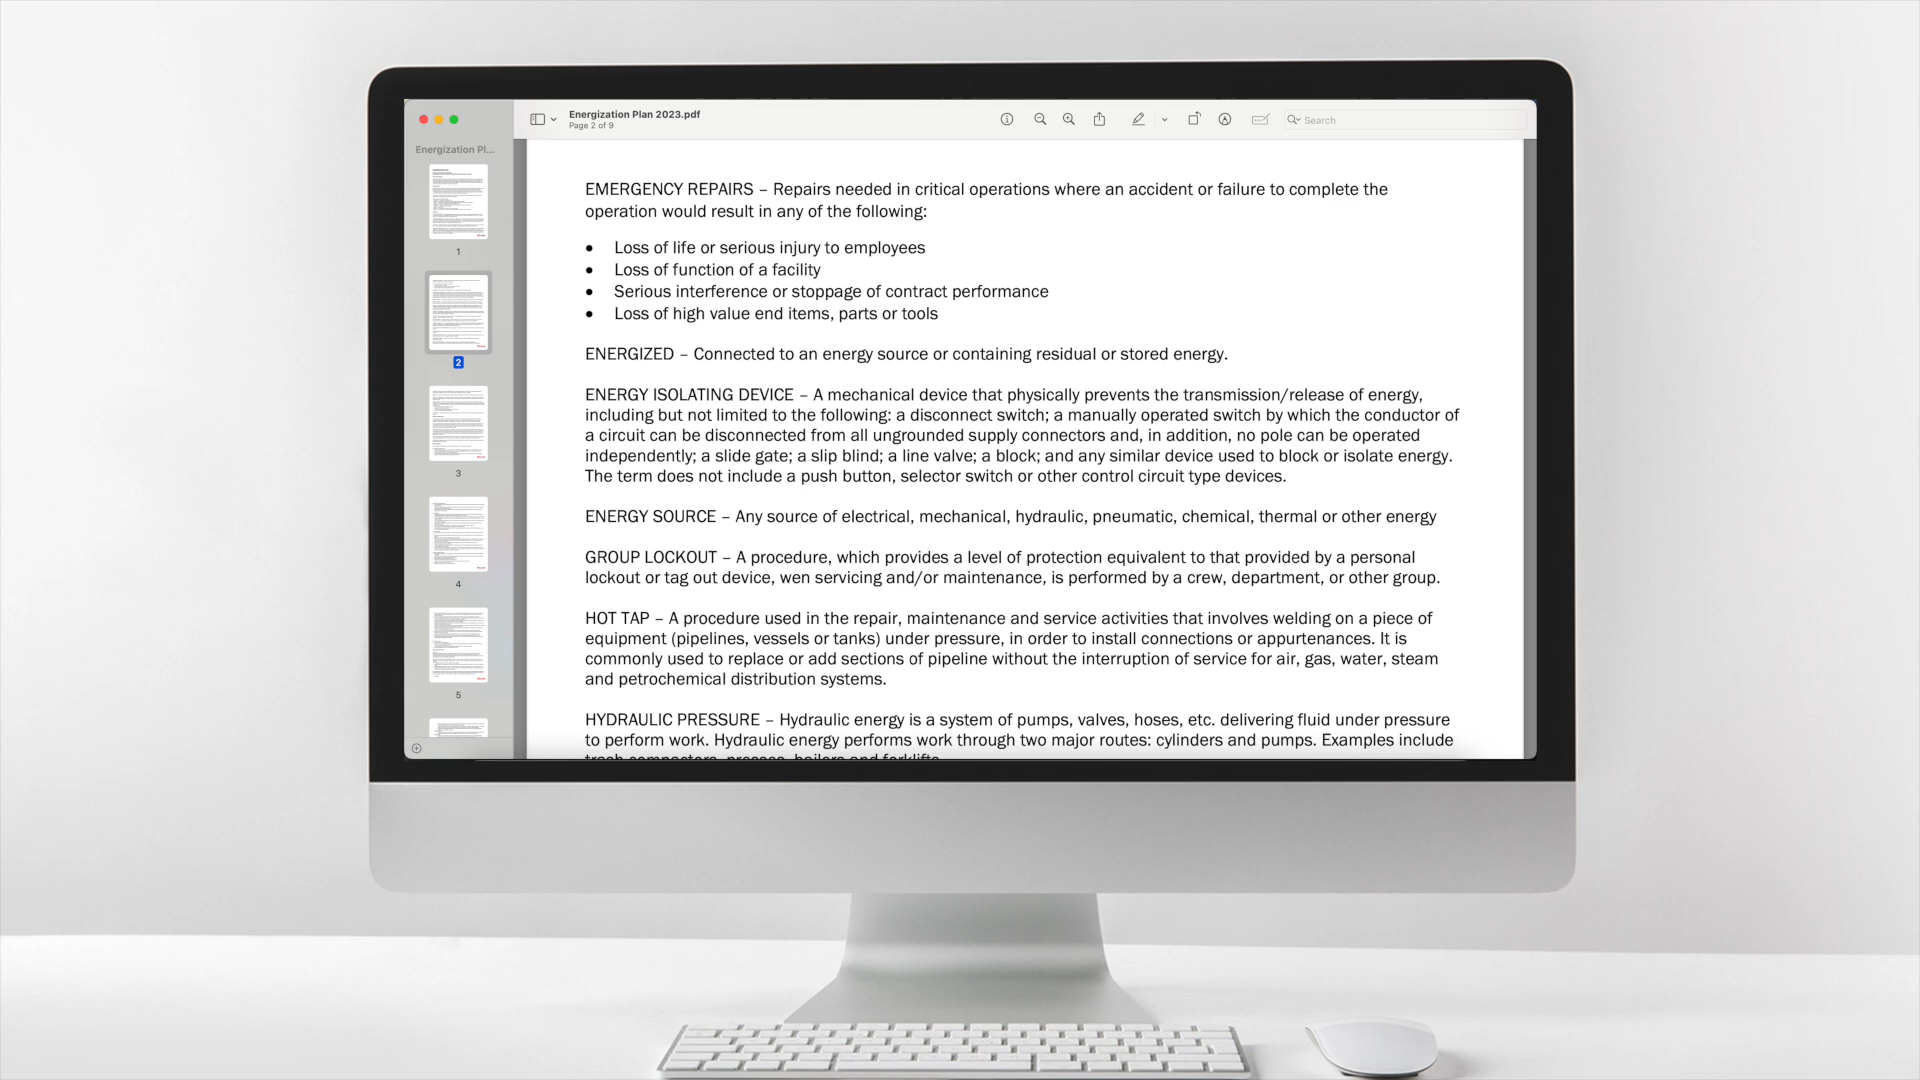 Energization Plan 2023.pdf
Page 2 of 9
Search
Energization Pl...
1
2
3
4
5
EMERGENCY REPAIRS – Repairs needed in critical operations where an accident or failure to complete the
operation would result in any of the following:
• Loss of life or serious injury to employees
• Loss of function of a facility
• Serious interference or stoppage of contract performance
• Loss of high value end items, parts or tools
ENERGIZED – Connected to an energy source or containing residual or stored energy.
ENERGY ISOLATING DEVICE – A mechanical device that physically prevents the transmission/release of energy,
including but not limited to the following: a disconnect switch; a manually operated switch by which the conductor of
a circuit can be disconnected from all ungrounded supply connectors and, in addition, no pole can be operated
independently; a slide gate; a slip blind; a line valve; a block; and any similar device used to block or isolate energy.
The term does not include a push button, selector switch or other control circuit type devices.
ENERGY SOURCE – Any source of electrical, mechanical, hydraulic, pneumatic, chemical, thermal or other energy
GROUP LOCKOUT – A procedure, which provides a level of protection equivalent to that provided by a personal
lockout or tag out device, wen servicing and/or maintenance, is performed by a crew, department, or other group.
HOT TAP – A procedure used in the repair, maintenance and service activities that involves welding on a piece of
equipment (pipelines, vessels or tanks) under pressure, in order to install connections or appurtenances. It is
commonly used to replace or add sections of pipeline without the interruption of service for air, gas, water, steam
and petrochemical distribution systems.
HYDRAULIC PRESSURE – Hydraulic energy is a system of pumps, valves, hoses, etc. delivering fluid under pressure
to perform work. Hydraulic energy performs work through two major routes: cylinders and pumps. Examples include
trash compactors, presses, bailers and forklifts.